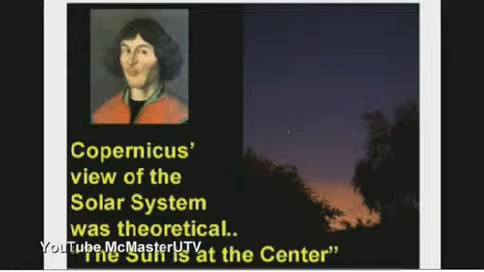 Copernicus'
view of the
Solar System
was theoretical..
"The Sun is at the Center"
YouTube McMasterUTV